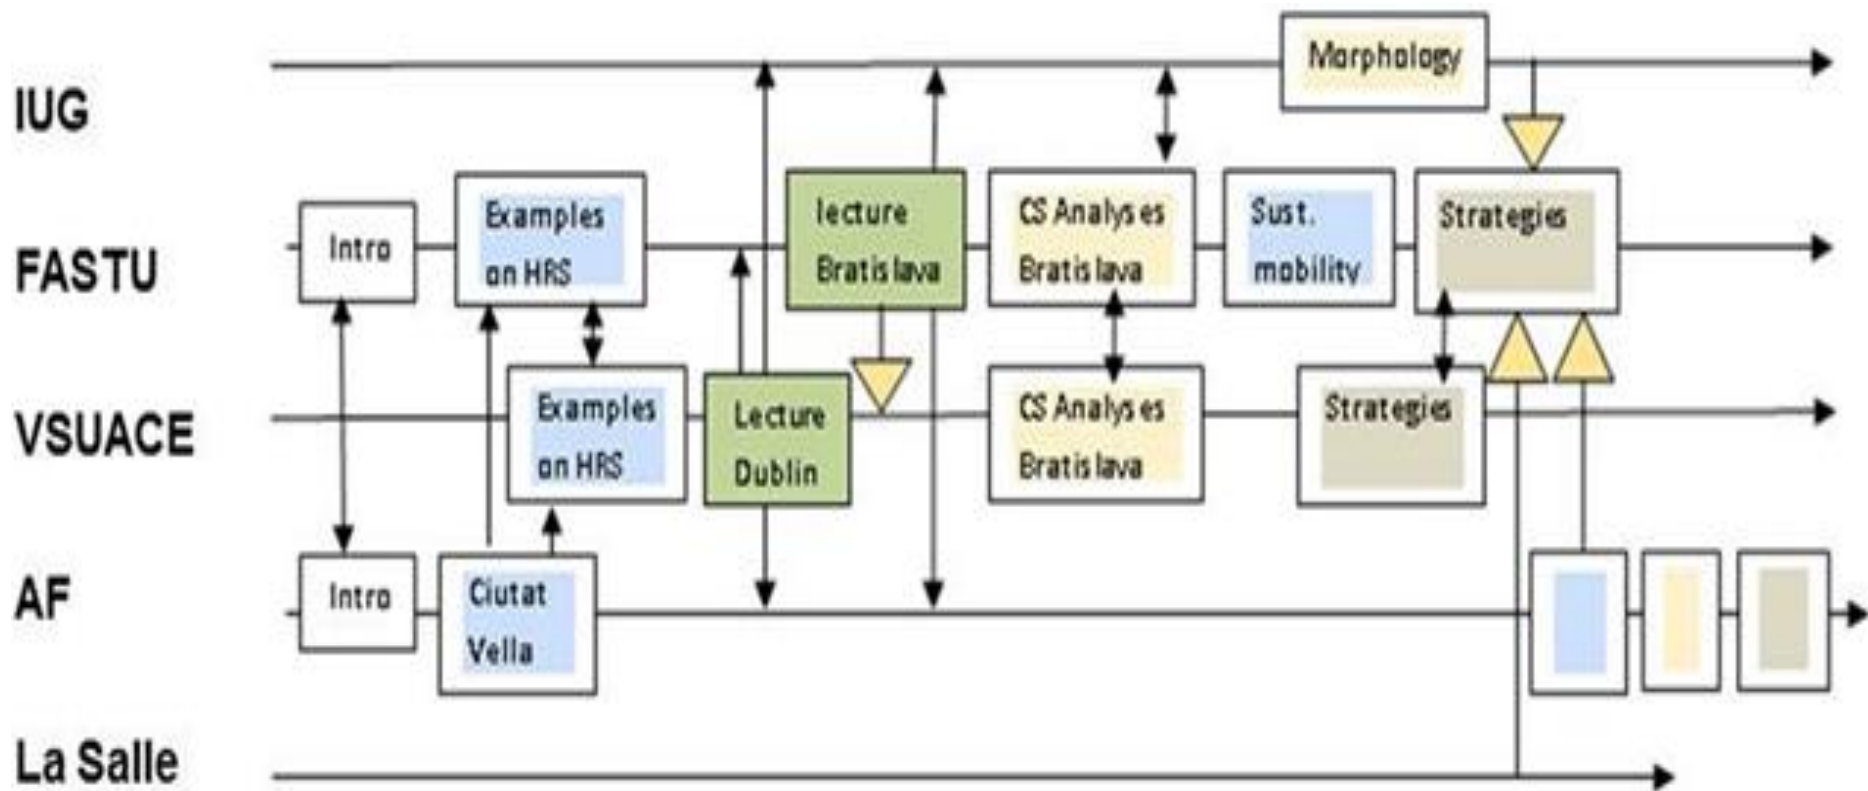 IUG
Morphology
FASTU
Intro
Examples
on HRS
lecture
Bratislava
CS Analyses
Bratislava
Sust.
mobility
Strategies
VSUACE
Examples
on HRS
Lecture
Dublin
CS Analyses
Bratislava
Strategies
AF
Intro
Ciutat
Vella
La Salle